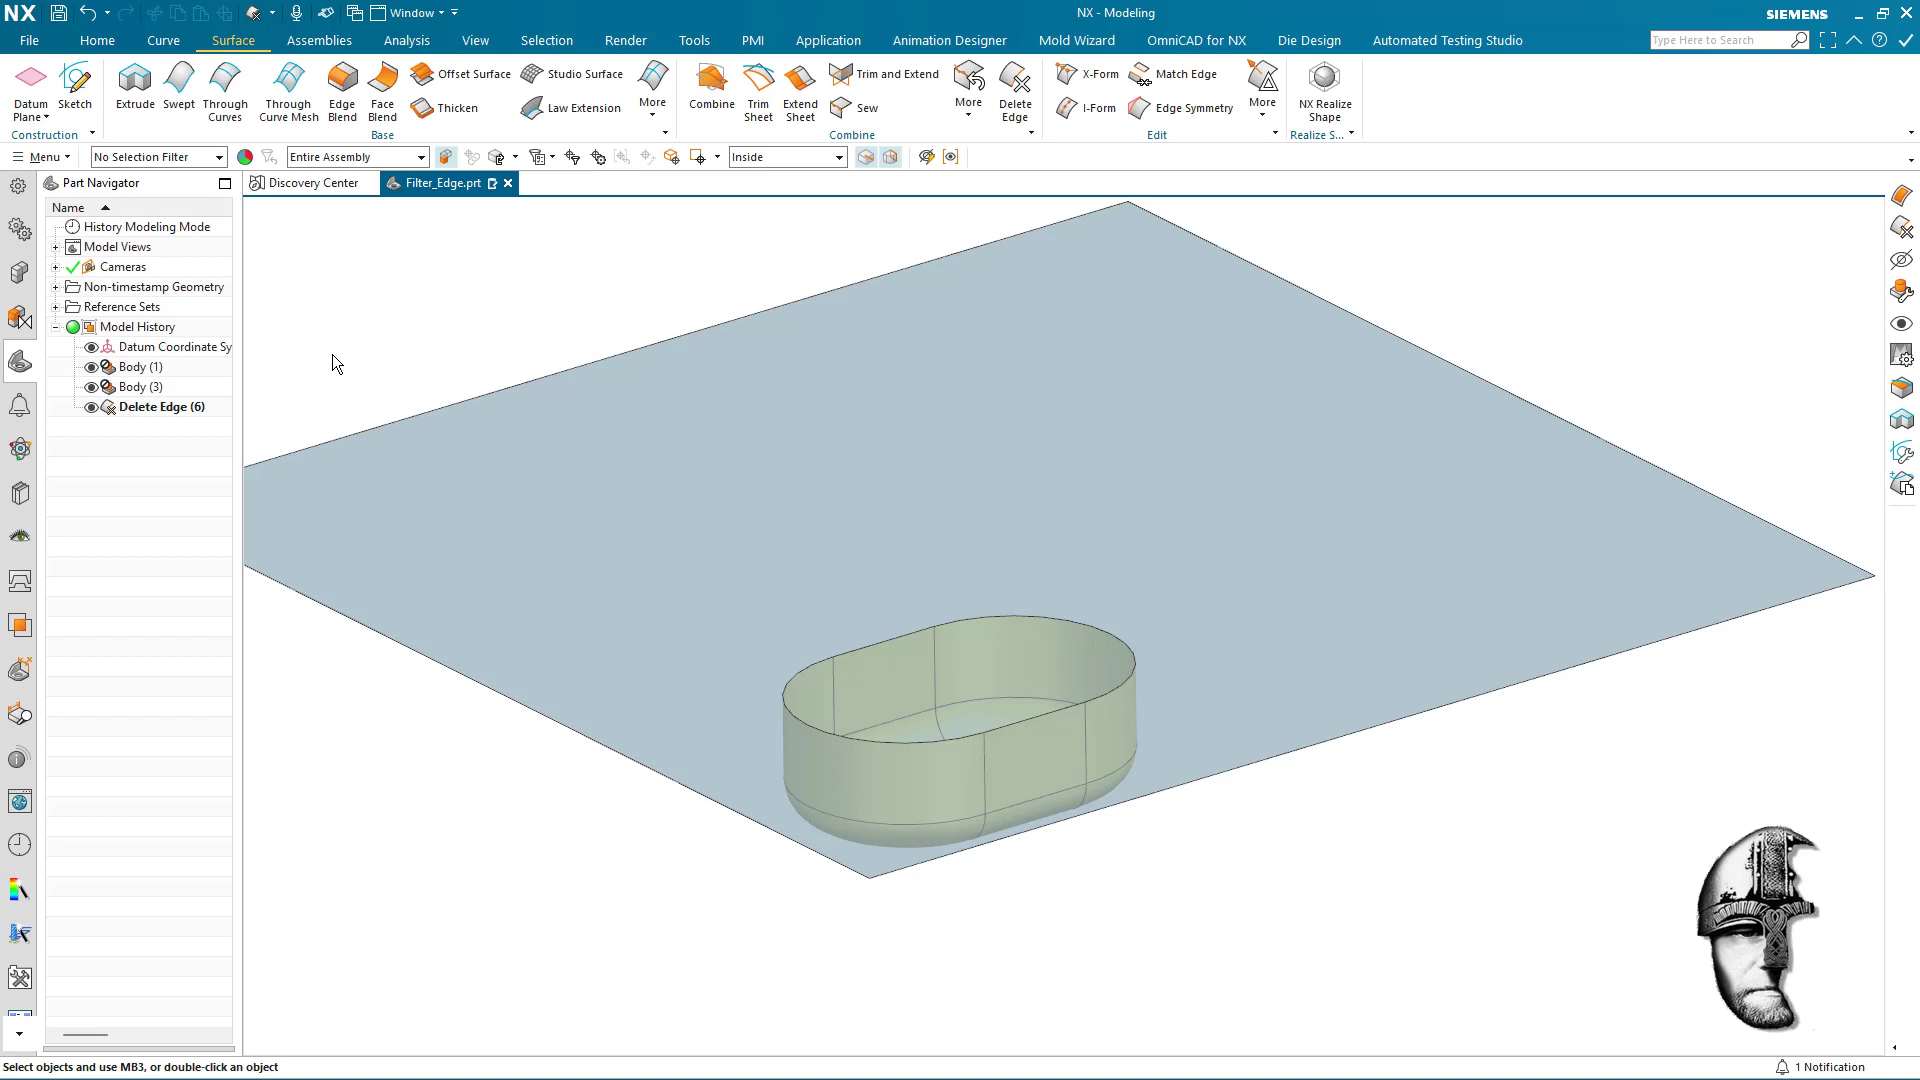 NX
Window
NX - Modeling
SIEMENS
File
Home
Curve
Surface
Assemblies
Analysis
View
Selection
Render
Tools
PMI
Application
Animation Designer
Mold Wizard
OmniCAD for NX
Die Design
Automated Testing Studio
Type Here to Search
Datum
Plane
Sketch
Construction
Extrude
Swept
Through
Curves
Through
Curve Mesh
Edge
Blend
Face
Blend
Offset Surface
Thicken
Studio Surface
Law Extension
More
Base
Combine
Trim
Sheet
Extend
Sheet
Trim and Extend
Sew
More
Delete
Edge
Combine
X-Form
I-Form
Match Edge
Edge Symmetry
More
Edit
NX Realize
Shape
Realize S...
Menu
No Selection Filter
Entire Assembly
Inside
Part Navigator
Discovery Center
Filter_Edge.prt
Name
History Modeling Mode
Model Views
Cameras
Non-timestamp Geometry
Reference Sets
Model History
Datum Coordinate Sy
Body (1)
Body (3)
Delete Edge (6)
Select objects and use MB3, or double-click an object
1 Notification